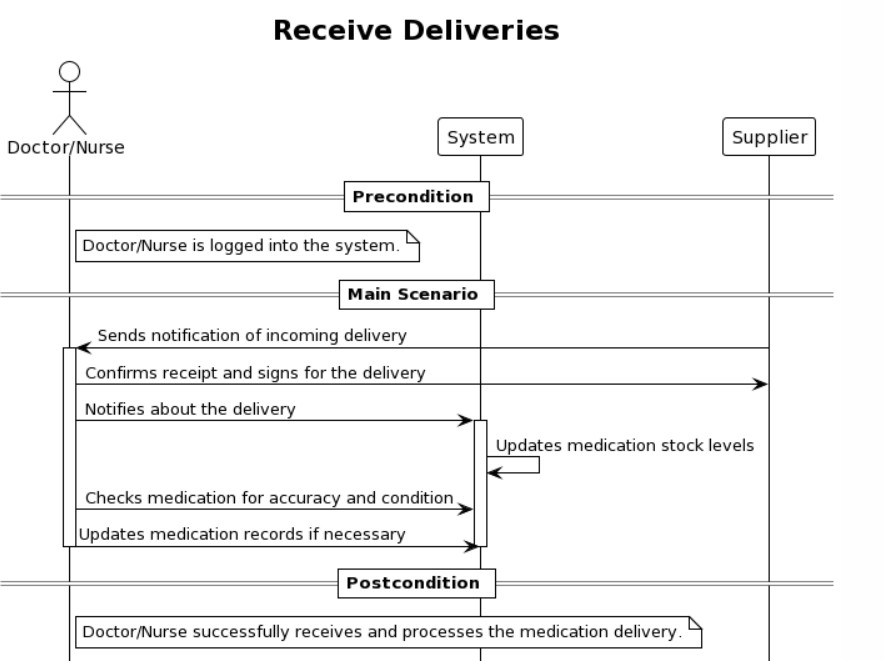 Receive Deliveries
Doctor/Nurse
System
Supplier
Precondition
Doctor/Nurse is logged into the system.
Main Scenario
Sends notification of incoming delivery
Confirms receipt and signs for the delivery
Notifies about the delivery
Updates medication stock levels
Checks medication for accuracy and condition
Updates medication records if necessary
Postcondition
Doctor/Nurse successfully receives and processes the medication delivery.